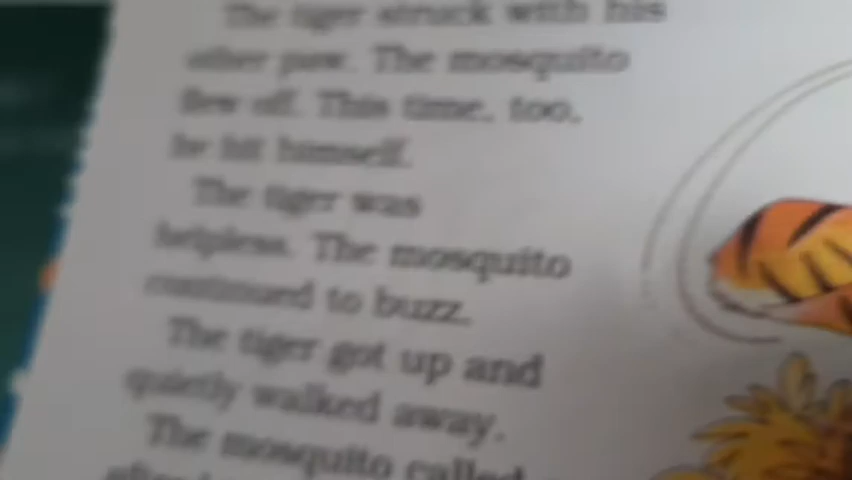 The tiger struck with his
other paw. The mosquito
flew off. This time, too,
he hit himself.
The tiger was
helpless. The mosquito
continued to buzz.
The tiger got up and
quietly walked away.
The mosquito called